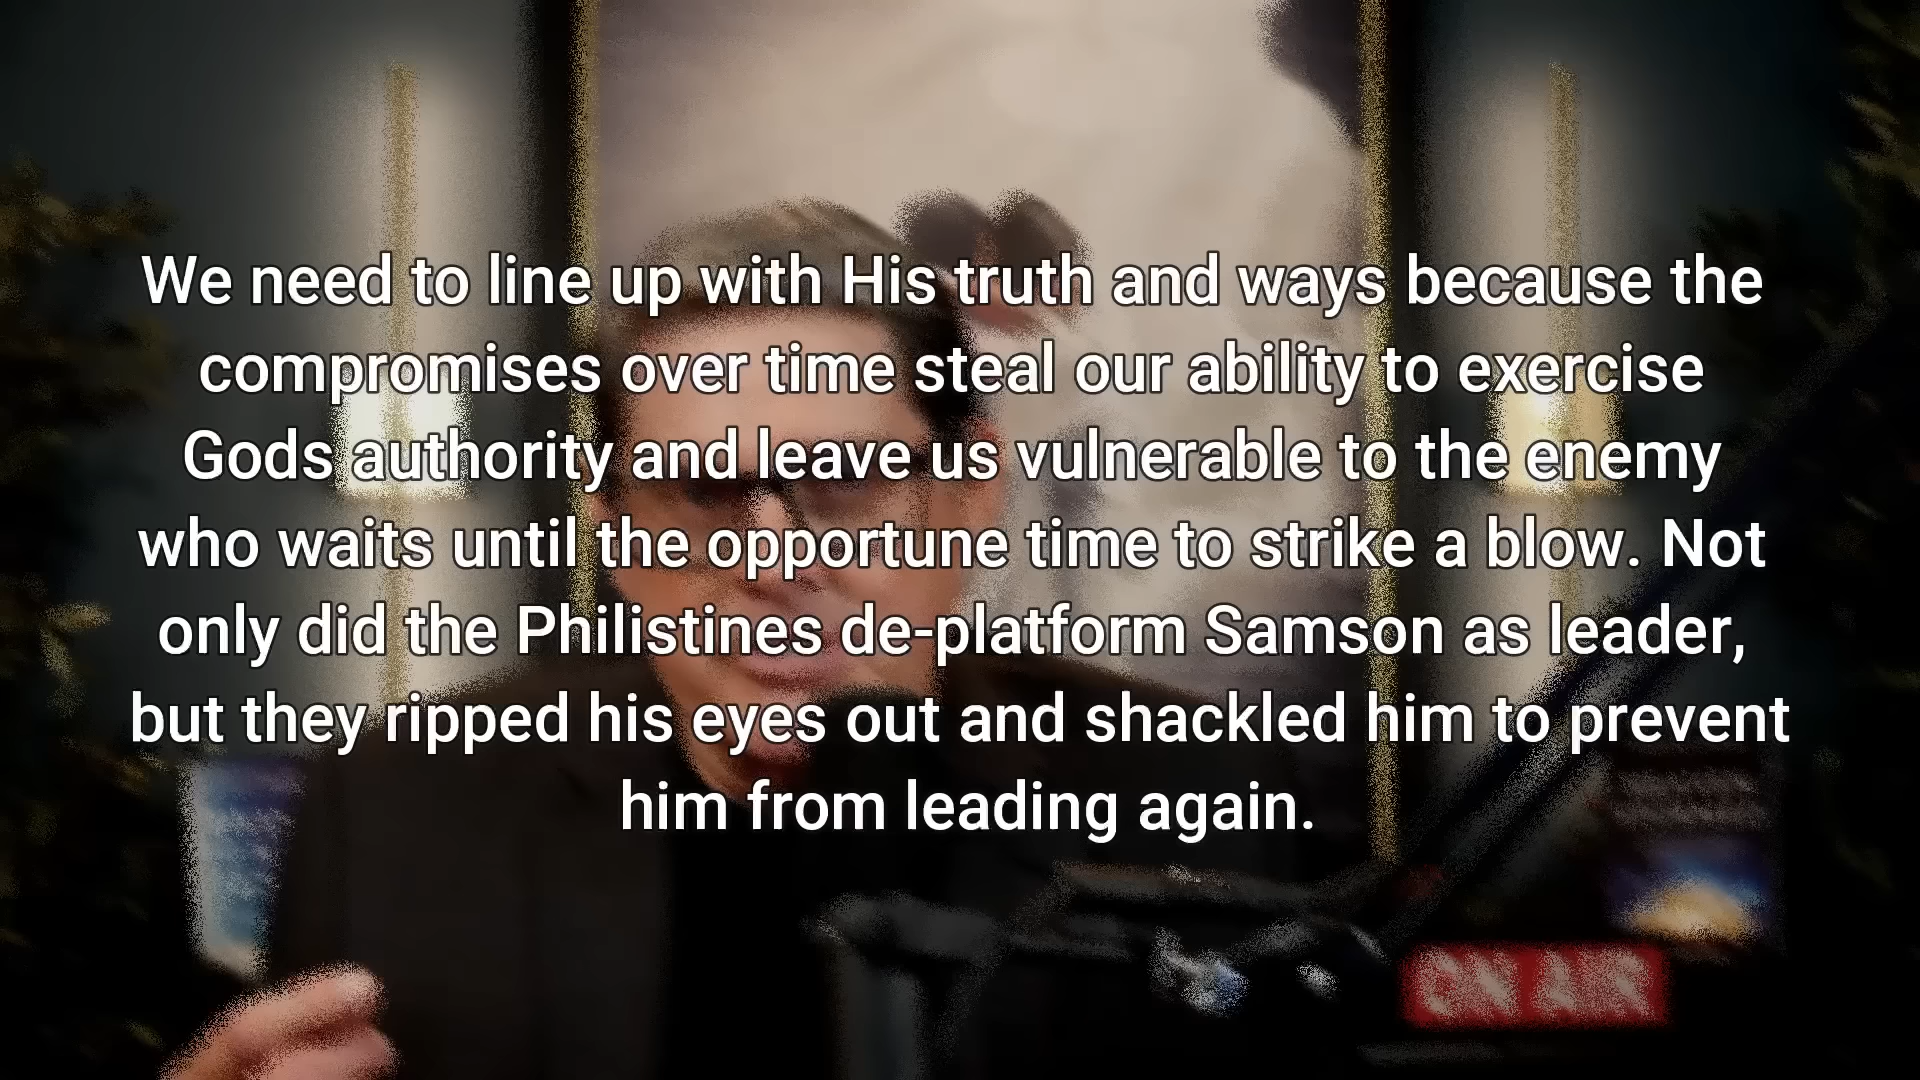 We need to line up with His truth and ways because the
compromises over time steal our ability to exercise
Gods authority and leave us vulnerable to the enemy
who waits until the opportune time to strike a blow. Not
only did the Philistines de-platform Samson as leader,
but they ripped his eyes out and shackled him to prevent
him from leading again.
ON AIR